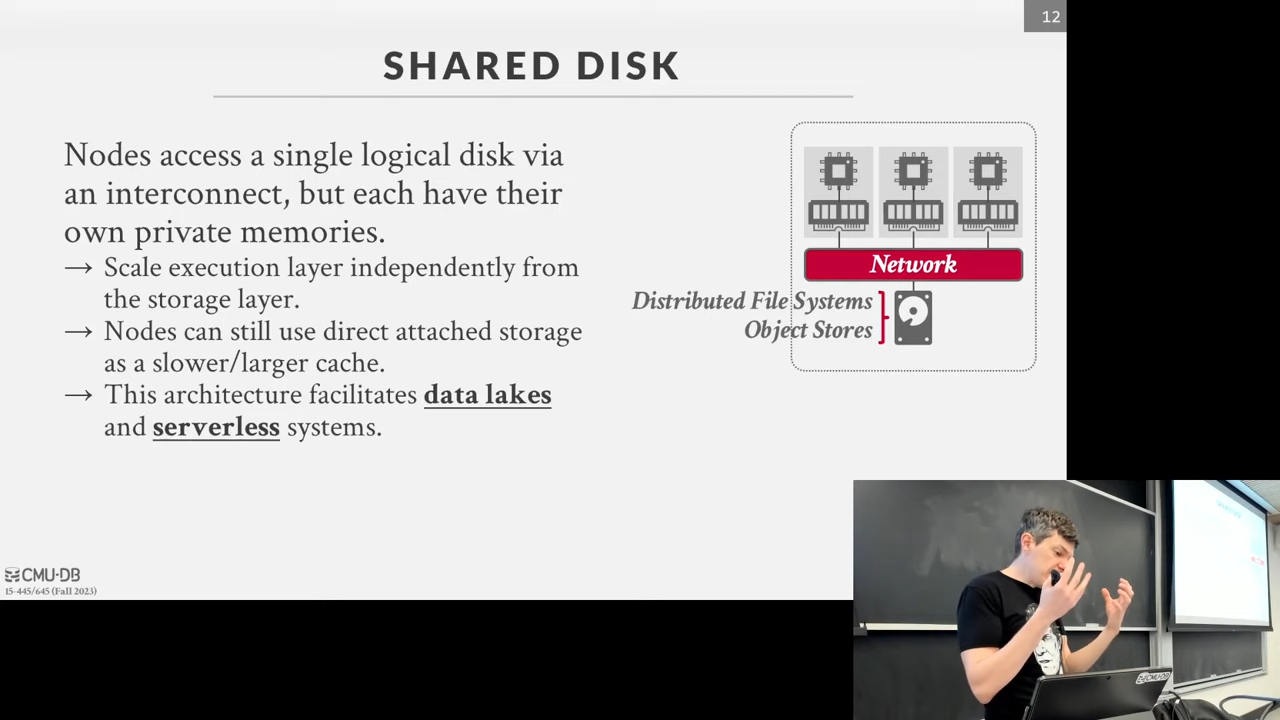 12
SHARED DISK
Nodes access a single logical disk via
an interconnect, but each have their
own private memories.
→ Scale execution layer independently from
the storage layer.
→ Nodes can still use direct attached storage
as a slower/larger cache.
→ This architecture facilitates data lakes
and serverless systems.
Network
Distributed File Systems
Object Stores
CMU·DB
15-445/645 (Fall 2023)
CMU·DB